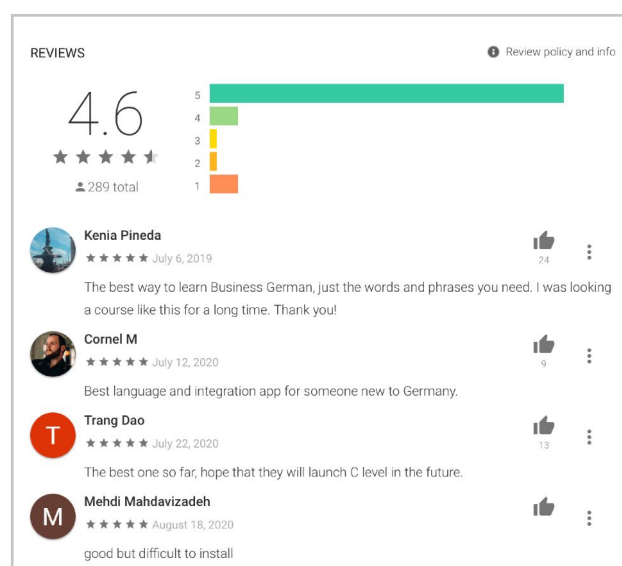 REVIEWS
Review policy and info
4.6
289 total
5
4
3
2
1
Kenia Pineda
July 6, 2019
24
The best way to learn Business German, just the words and phrases you need. I was looking
a course like this for a long time. Thank you!
Cornel M
July 12, 2020
9
Best language and integration app for someone new to Germany.
T
Trang Dao
July 22, 2020
13
The best one so far, hope that they will launch C level in the future.
M
Mehdi Mahdavizadeh
August 18, 2020
good but difficult to install